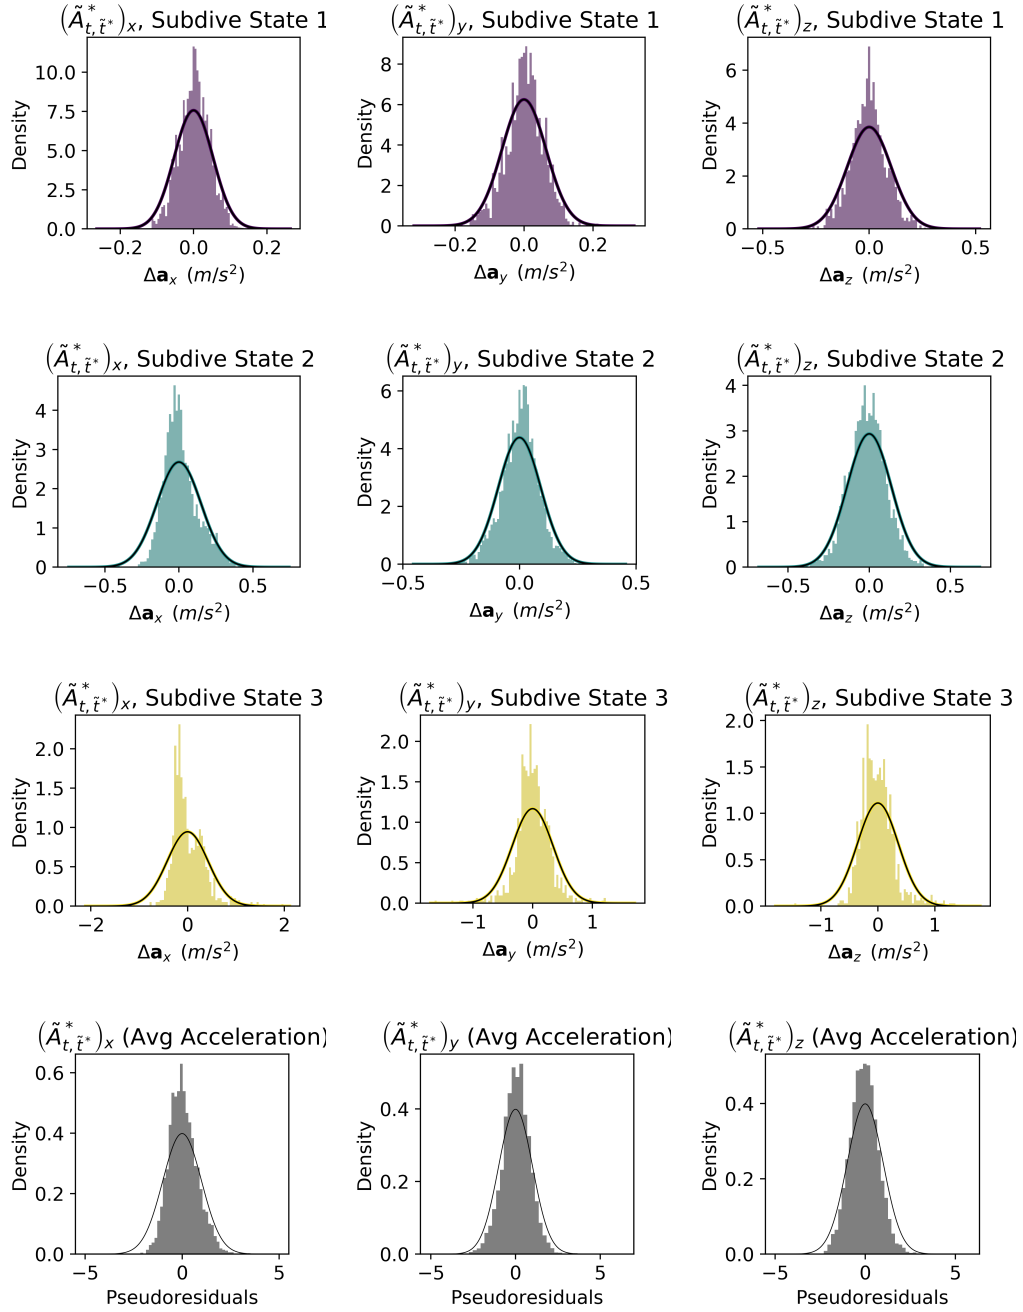 (Ã*t,t̃*)x, Subdive State 1
(Ã*t,t̃*)y, Subdive State 1
(Ã*t,t̃*)z, Subdive State 1
Density
10.0
7.5
5.0
2.5
0.0
−0.2 0.0 0.2
Δax (m/s²)
Density
8
6
4
2
0
−0.2 0.0 0.2
Δay (m/s²)
Density
6
4
2
0
−0.5 0.0 0.5
Δaz (m/s²)
(Ã*t,t̃*)x, Subdive State 2
(Ã*t,t̃*)y, Subdive State 2
(Ã*t,t̃*)z, Subdive State 2
Density
4
3
2
1
0
−0.5 0.0 0.5
Δax (m/s²)
Density
6
4
2
0
−0.5 0.0 0.5
Δay (m/s²)
Density
4
3
2
1
0
−0.5 0.0 0.5
Δaz (m/s²)
(Ã*t,t̃*)x, Subdive State 3
(Ã*t,t̃*)y, Subdive State 3
(Ã*t,t̃*)z, Subdive State 3
Density
2.0
1.5
1.0
0.5
0.0
−2 0 2
Δax (m/s²)
Density
2.0
1.5
1.0
0.5
0.0
−1 0 1
Δay (m/s²)
Density
2.0
1.5
1.0
0.5
0.0
−1 0 1
Δaz (m/s²)
(Ã*t,t̃*)x (Avg Acceleration)
(Ã*t,t̃*)y (Avg Acceleration)
(Ã*t,t̃*)z (Avg Acceleration)
Density
0.6
0.4
0.2
0.0
−5 0 5
Pseudoresiduals
Density
0.4
0.2
0.0
−5 0 5
Pseudoresiduals
Density
0.4
0.2
0.0
−5 0 5
Pseudoresiduals